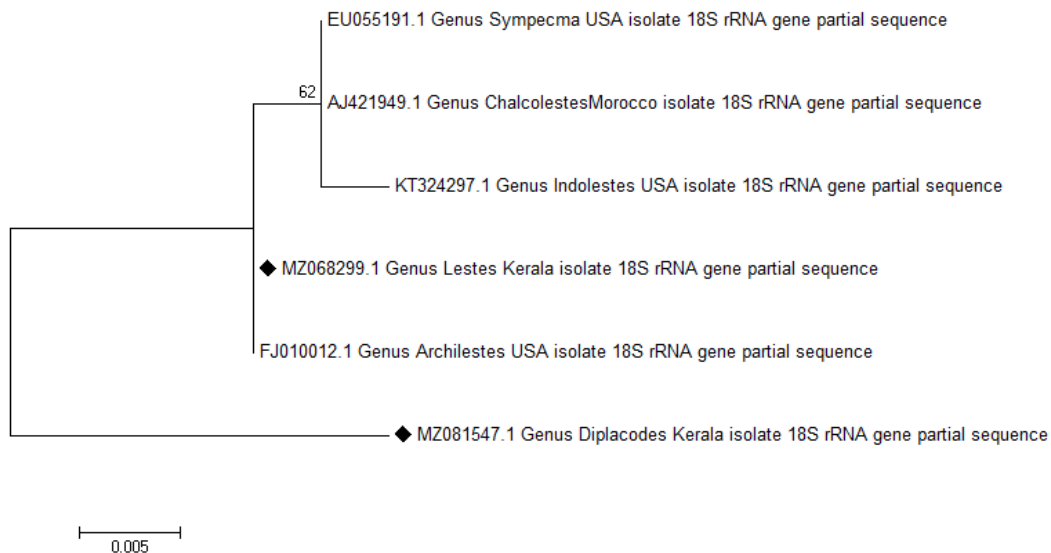 EU055191.1 Genus Sympecma USA isolate 18S rRNA gene partial sequence
62
AJ421949.1 Genus ChalcolestesMorocco isolate 18S rRNA gene partial sequence
KT324297.1 Genus Indolestes USA isolate 18S rRNA gene partial sequence
MZ068299.1 Genus Lestes Kerala isolate 18S rRNA gene partial sequence
FJ010012.1 Genus Archilestes USA isolate 18S rRNA gene partial sequence
MZ081547.1 Genus Diplacodes Kerala isolate 18S rRNA gene partial sequence
0.005